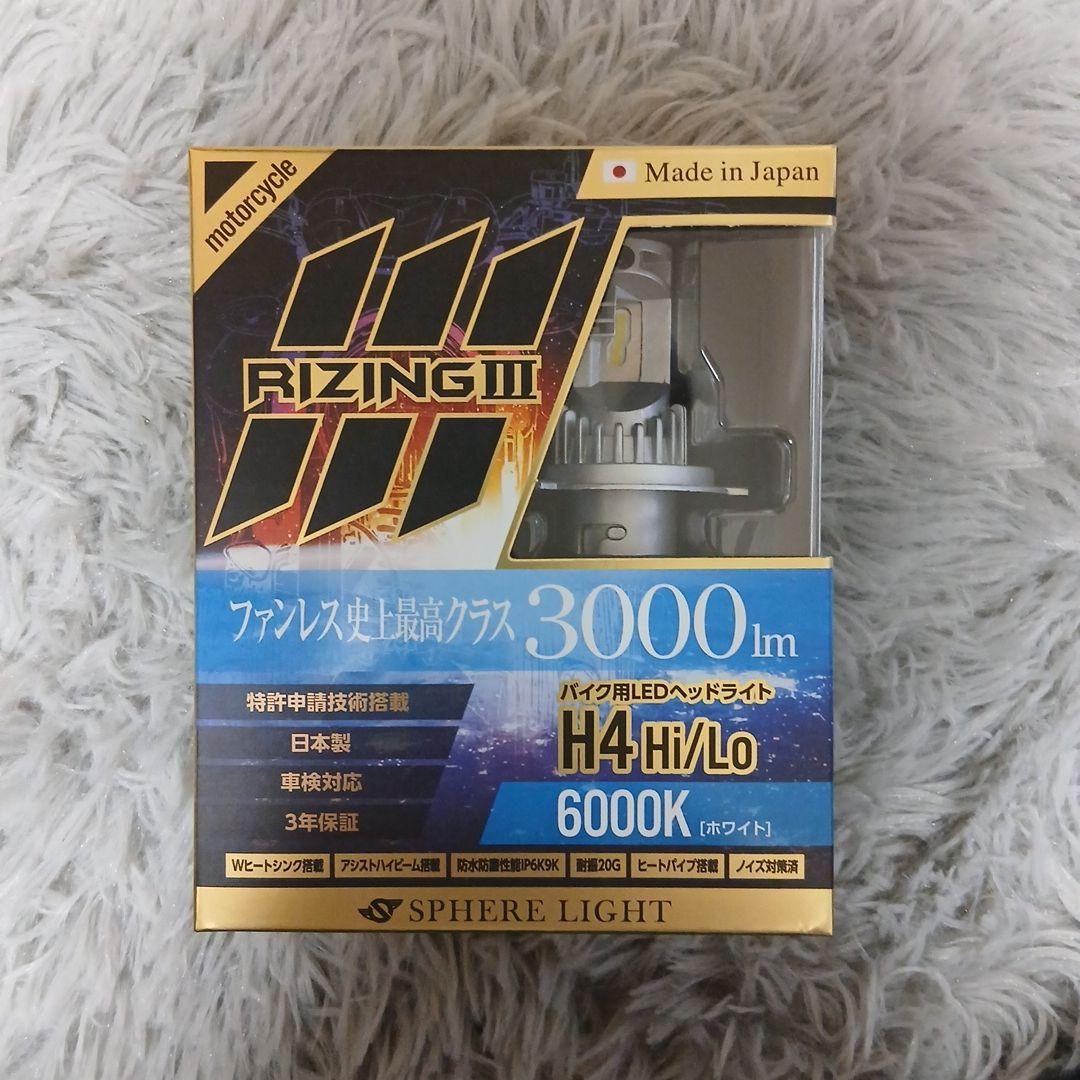 motorcycle
Made in Japan
RIZING III
ファンレス史上最高クラス 3000lm
特許申請技術搭載
日本製
車検対応
3年保証
バイク用LEDヘッドライト
H4 Hi/Lo
6000K [ホワイト]
Wヒートシンク搭載 アシストハイビーム搭載 防水防塵性能IP6K9K 耐振20G ヒートパイプ搭載 ノイズ対策済
SPHERE LIGHT